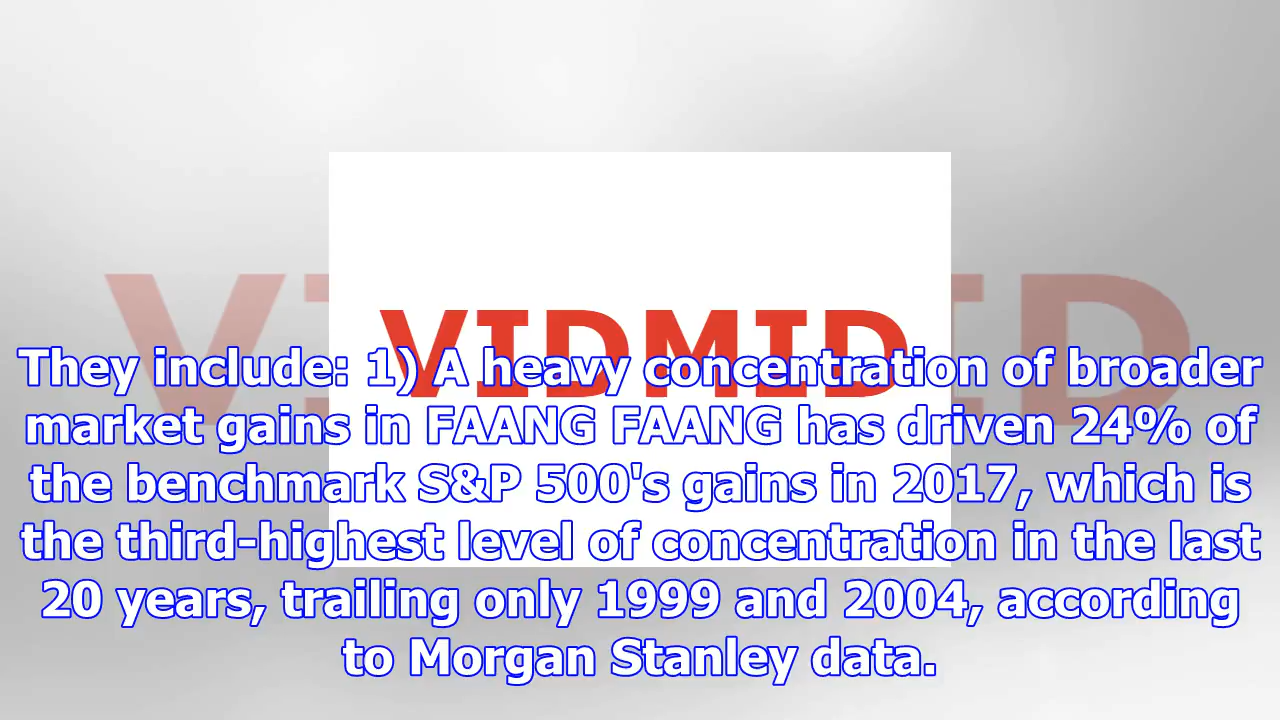 VIDMID
They include: 1) A heavy concentration of broader
market gains in FAANG FAANG has driven 24% of
the benchmark S&P 500's gains in 2017, which is
the third-highest level of concentration in the last
20 years, trailing only 1999 and 2004, according
to Morgan Stanley data.